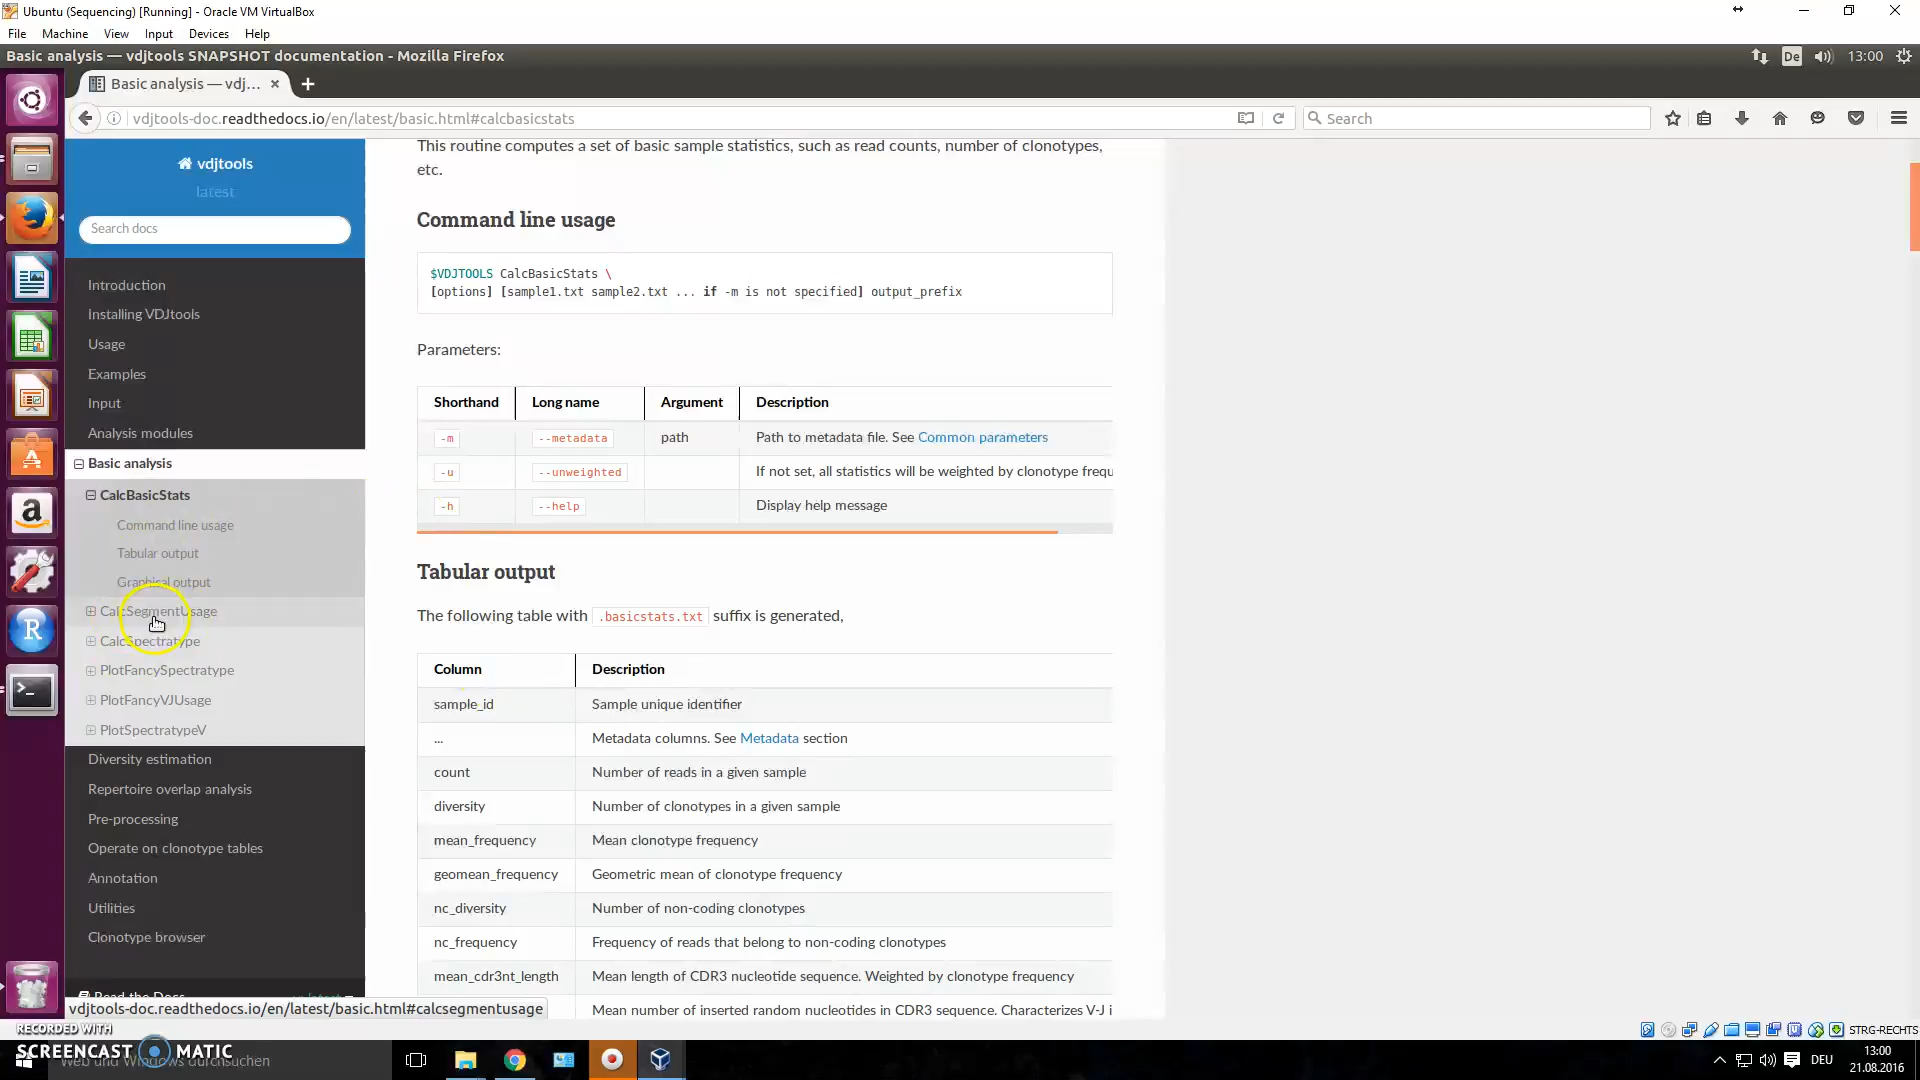 Ubuntu (Sequencing) [Running] - Oracle VM VirtualBox
File Machine View Input Devices Help
Basic analysis — vdjtools SNAPSHOT documentation - Mozilla Firefox
De 13:00
Basic analysis — vdj...
vdjtools-doc.readthedocs.io/en/latest/basic.html#calcbasicstats
Search
vdjtools
latest
Search docs
Introduction
Installing VDJtools
Usage
Examples
Input
Analysis modules
Basic analysis
CalcBasicStats
Command line usage
Tabular output
Graphical output
CalcSegmentUsage
CalcSpectratype
PlotFancySpectratype
PlotFancyVJUsage
PlotSpectratypeV
Diversity estimation
Repertoire overlap analysis
Pre-processing
Operate on clonotype tables
Annotation
Utilities
Clonotype browser
Read the Docs
vdjtools-doc.readthedocs.io/en/latest/basic.html#calcsegmentusage
This routine computes a set of basic sample statistics, such as read counts, number of clonotypes,
etc.
Command line usage
$VDJTOOLS CalcBasicStats \
[options] [sample1.txt sample2.txt ... if -m is not specified] output_prefix
Parameters:
Shorthand Long name Argument Description
-m --metadata path Path to metadata file. See Common parameters
-u --unweighted If not set, all statistics will be weighted by clonotype frequ
-h --help Display help message
Tabular output
The following table with .basicstats.txt suffix is generated,
Column Description
sample_id Sample unique identifier
... Metadata columns. See Metadata section
count Number of reads in a given sample
diversity Number of clonotypes in a given sample
mean_frequency Mean clonotype frequency
geomean_frequency Geometric mean of clonotype frequency
nc_diversity Number of non-coding clonotypes
nc_frequency Frequency of reads that belong to non-coding clonotypes
mean_cdr3nt_length Mean length of CDR3 nucleotide sequence. Weighted by clonotype frequency
Mean number of inserted random nucleotides in CDR3 sequence. Characterizes V-J i
STRG-RECHTS
RECORDED WITH
SCREENCAST MATIC
Web und Windows durchsuchen
DEU
13:00
21.08.2016